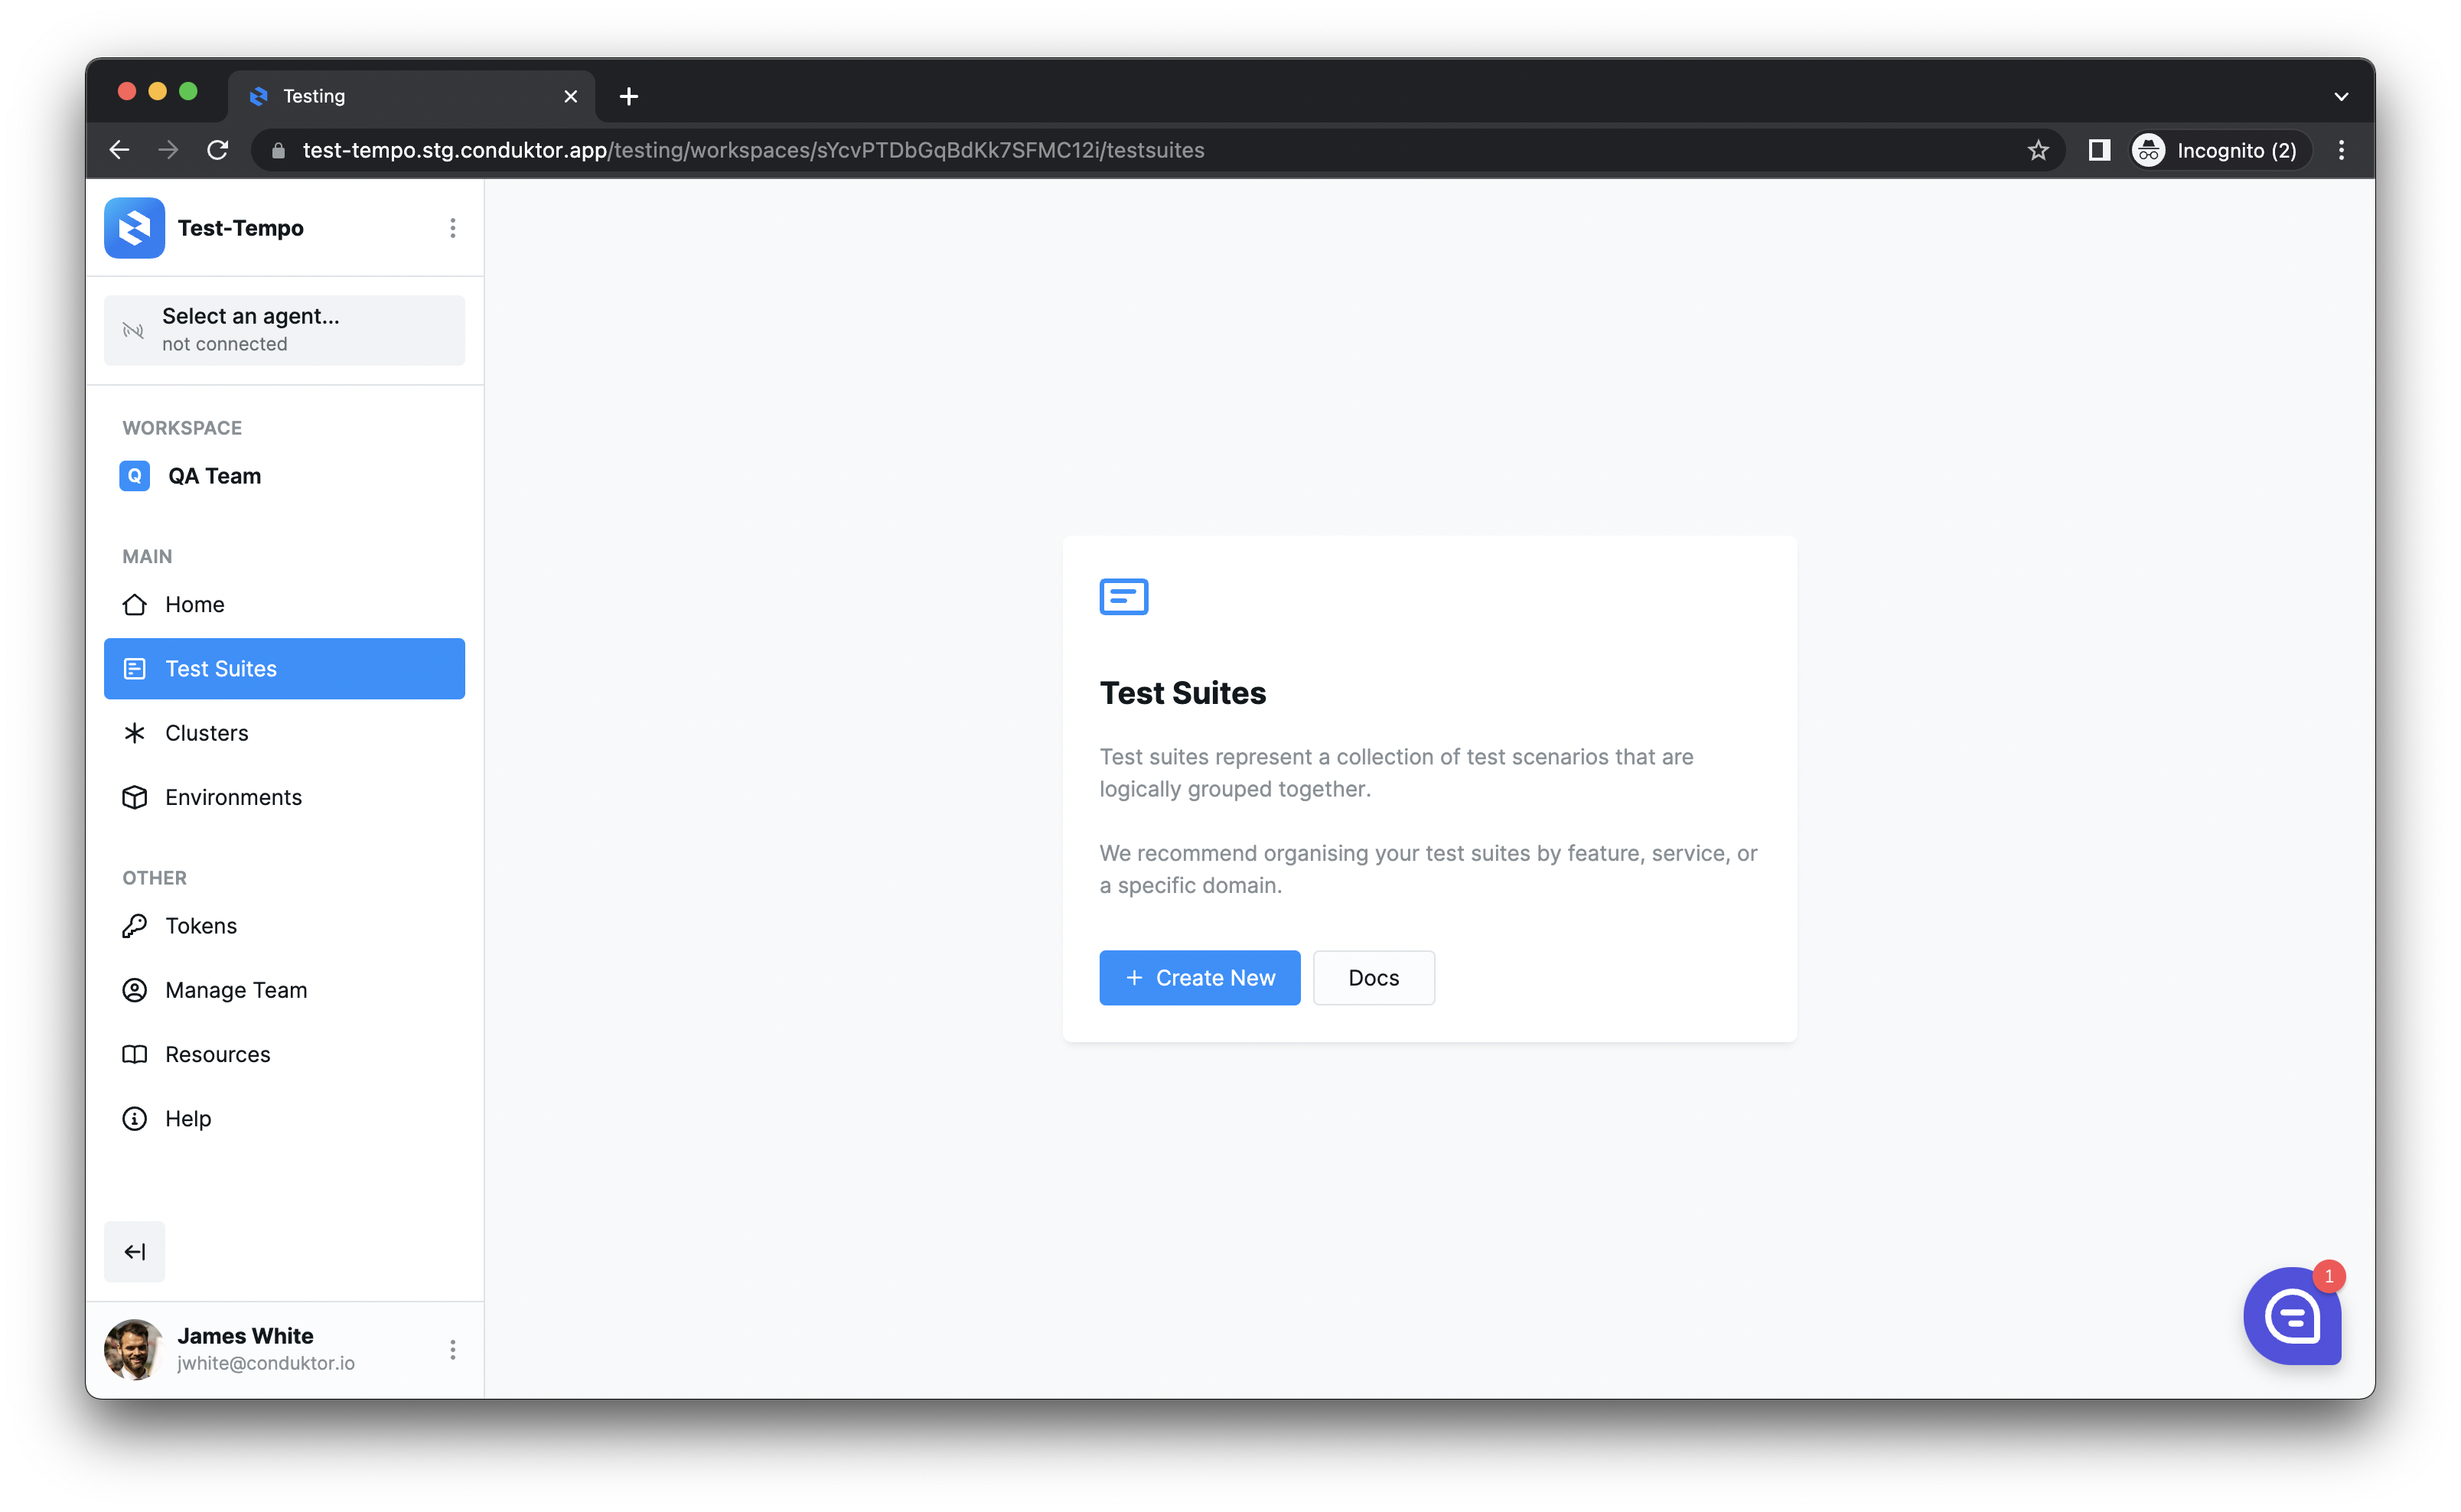 Testing
test-tempo.stg.conduktor.app/testing/workspaces/sYcvPTDbGqBdKk7SFMC12i/testsuites
Incognito (2)
Test-Tempo
Select an agent...
not connected
WORKSPACE
Q QA Team
MAIN
Home
Test Suites
Clusters
Environments
OTHER
Tokens
Manage Team
Resources
Help
James White
jwhite@conduktor.io
Test Suites
Test suites represent a collection of test scenarios that are
logically grouped together.
We recommend organising your test suites by feature, service, or
a specific domain.
+ Create New
Docs
1